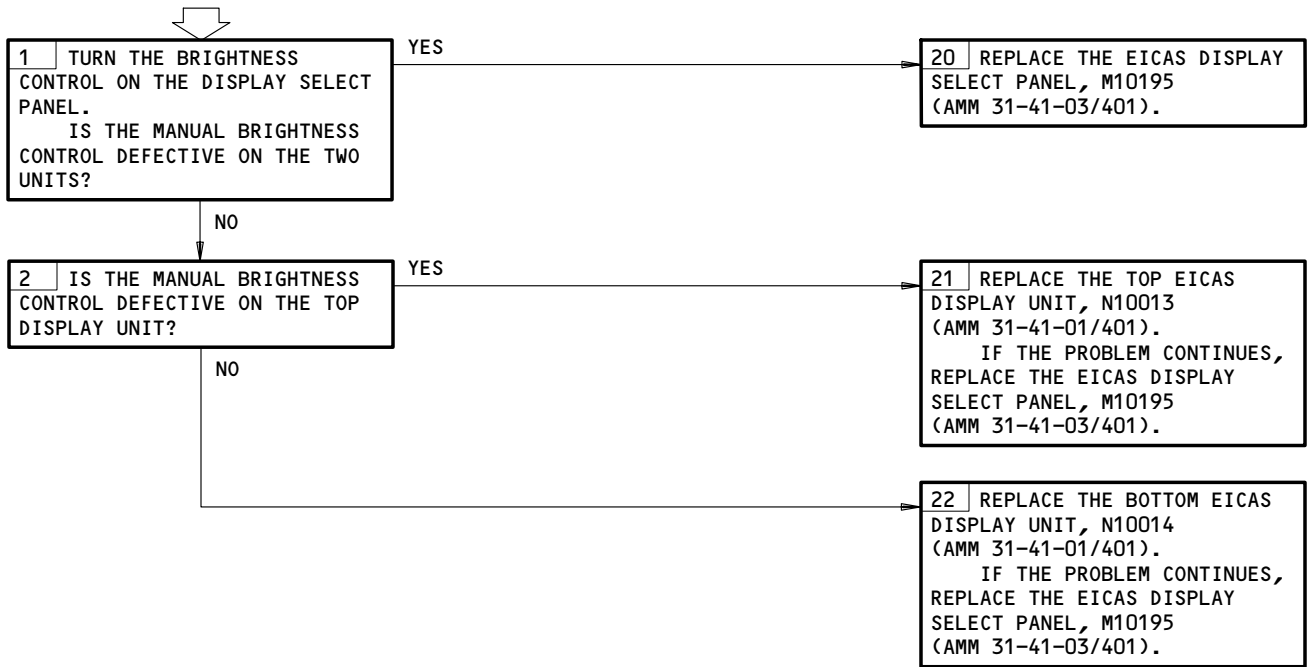 1 TURN THE BRIGHTNESS
CONTROL ON THE DISPLAY SELECT
PANEL.
IS THE MANUAL BRIGHTNESS
CONTROL DEFECTIVE ON THE TWO
UNITS?
YES
20 REPLACE THE EICAS DISPLAY
SELECT PANEL, M10195
(AMM 31-41-03/401).
NO
2 IS THE MANUAL BRIGHTNESS
CONTROL DEFECTIVE ON THE TOP
DISPLAY UNIT?
YES
21 REPLACE THE TOP EICAS
DISPLAY UNIT, N10013
(AMM 31-41-01/401).
IF THE PROBLEM CONTINUES,
REPLACE THE EICAS DISPLAY
SELECT PANEL, M10195
(AMM 31-41-03/401).
NO
22 REPLACE THE BOTTOM EICAS
DISPLAY UNIT, N10014
(AMM 31-41-01/401).
IF THE PROBLEM CONTINUES,
REPLACE THE EICAS DISPLAY
SELECT PANEL, M10195
(AMM 31-41-03/401).